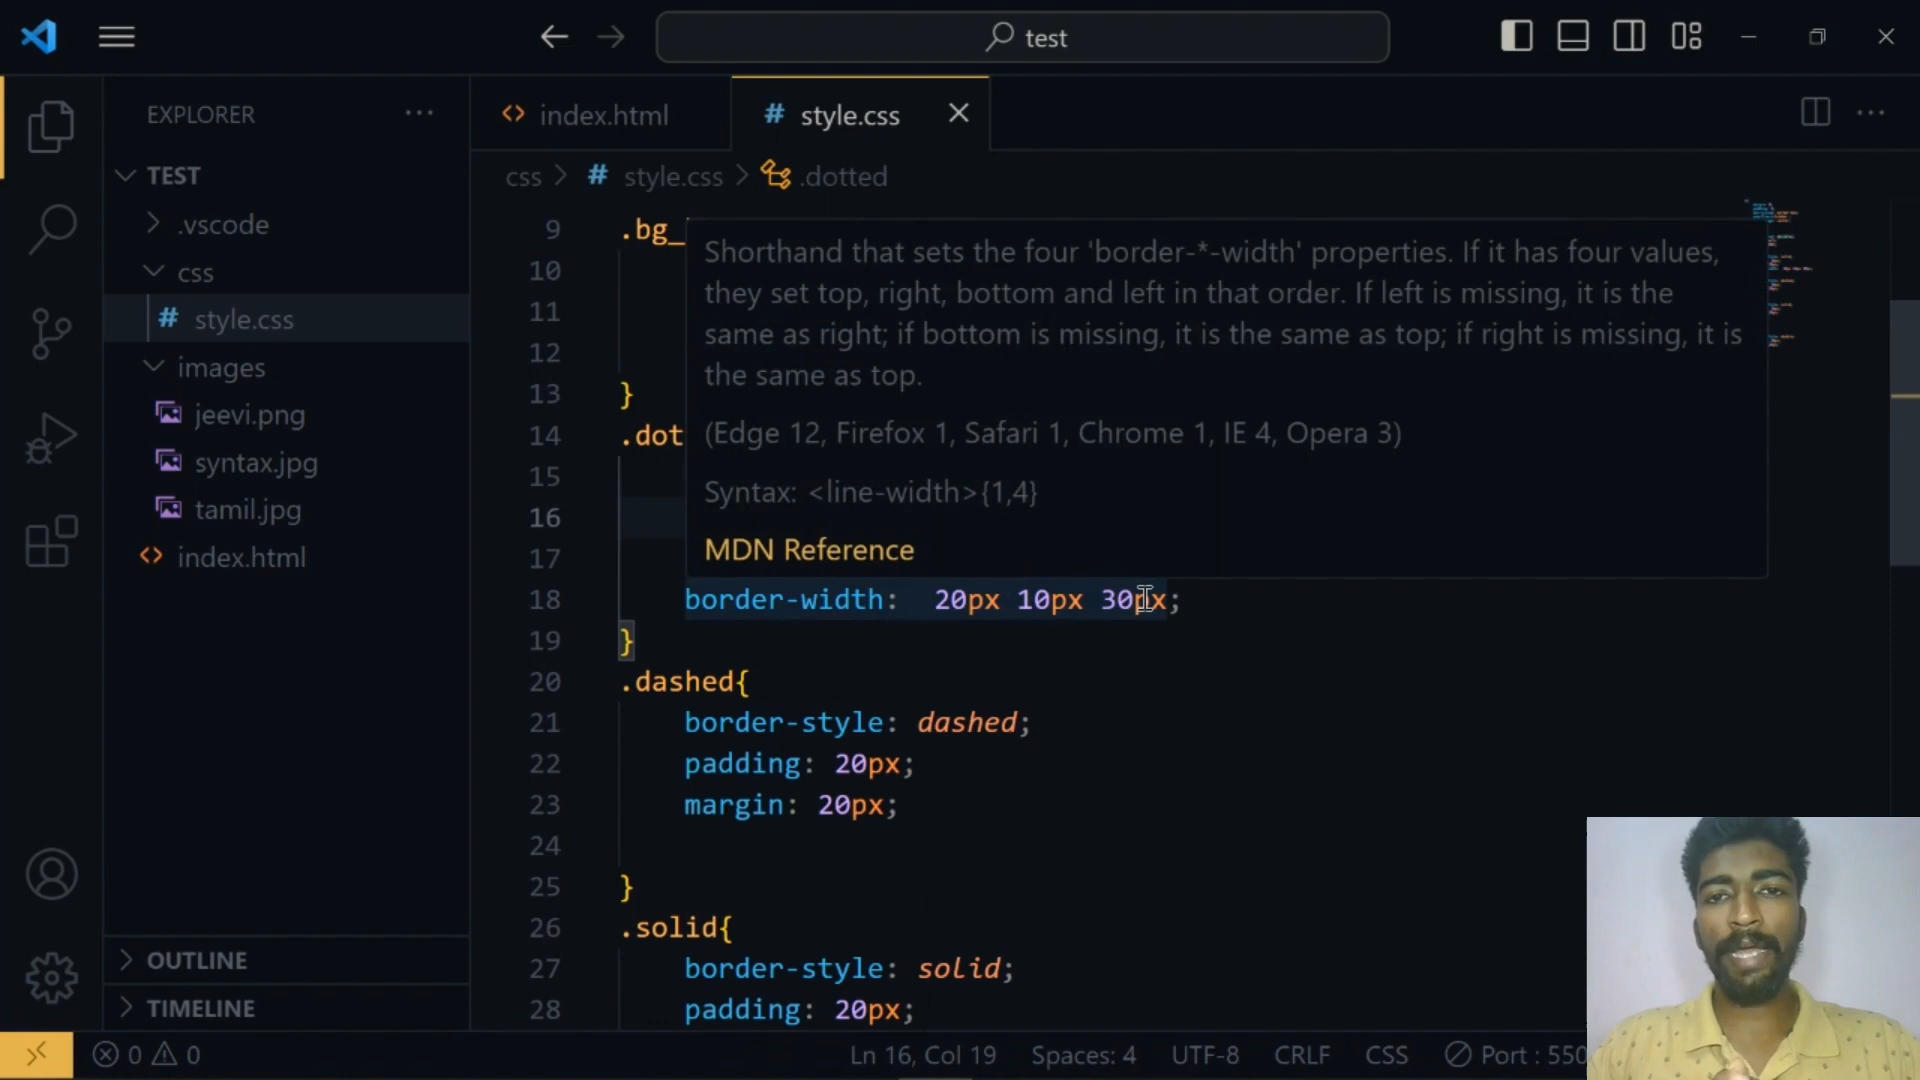 test
EXPLORER
TEST
.vscode
css
# style.css
images
jeevi.png
syntax.jpg
tamil.jpg
index.html
OUTLINE
TIMELINE
index.html
# style.css
css > # style.css > .dotted
9 .bg_
10
11
12
13 }
14 .dot
15
16
17
Shorthand that sets the four 'border-*-width' properties. If it has four values,
they set top, right, bottom and left in that order. If left is missing, it is the
same as right; if bottom is missing, it is the same as top; if right is missing, it is
the same as top.
(Edge 12, Firefox 1, Safari 1, Chrome 1, IE 4, Opera 3)
Syntax: <line-width>{1,4}
MDN Reference
18 border-width: 20px 10px 30px;
19 }
20 .dashed{
21 border-style: dashed;
22 padding: 20px;
23 margin: 20px;
24
25 }
26 .solid{
27 border-style: solid;
28 padding: 20px;
0 0 Ln 16, Col 19 Spaces: 4 UTF-8 CRLF CSS Port : 550